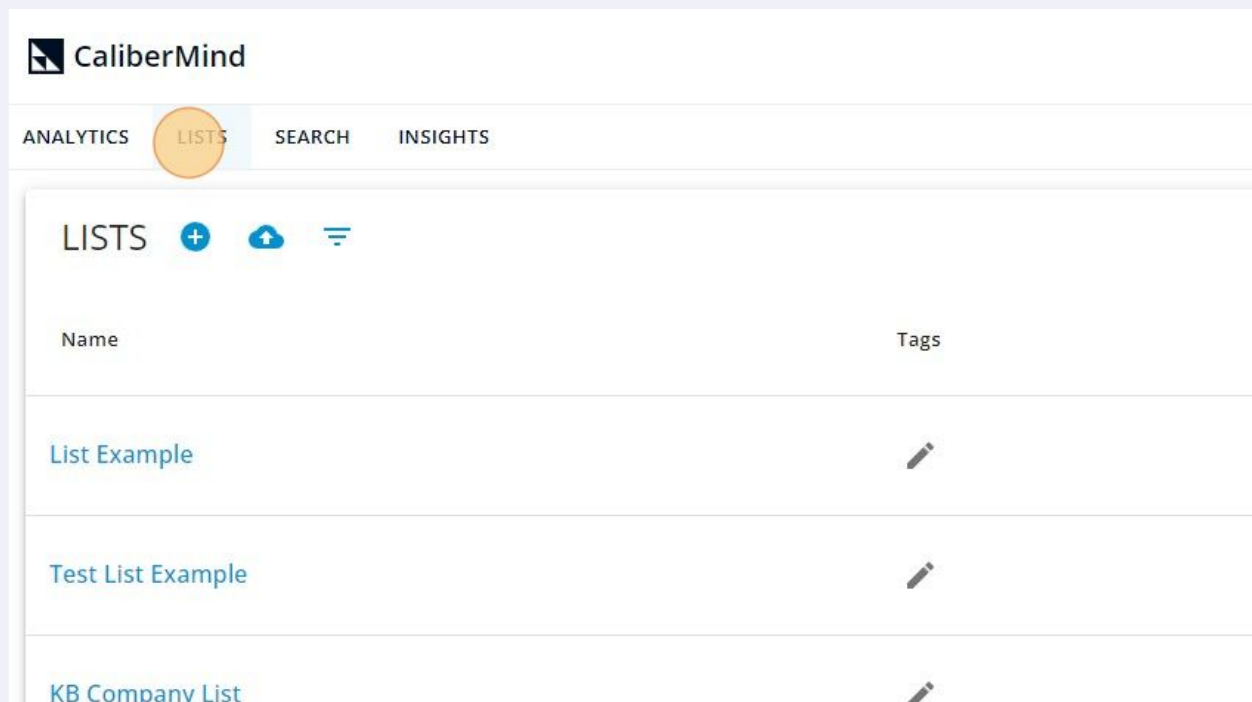 CaliberMind
ANALYTICS LISTS SEARCH INSIGHTS
LISTS
Name Tags
List Example
Test List Example
KB Company List